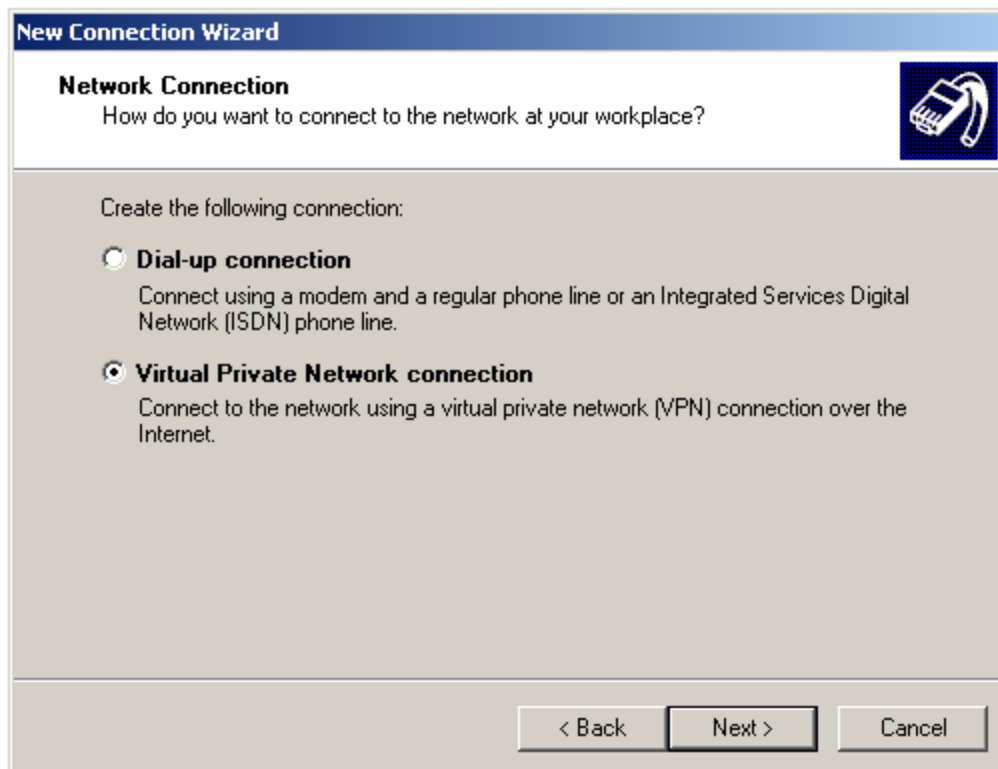 New Connection Wizard
Network Connection
How do you want to connect to the network at your workplace?
Create the following connection:
Dial-up connection
Connect using a modem and a regular phone line or an Integrated Services Digital
Network (ISDN) phone line.
Virtual Private Network connection
Connect to the network using a virtual private network (VPN) connection over the
Internet.
< Back
Next >
Cancel